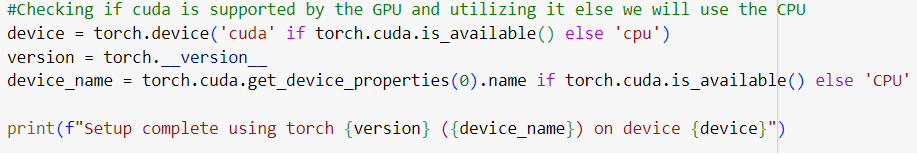 #Checking if cuda is supported by the GPU and utilizing it else we will use the CPU
device = torch.device('cuda' if torch.cuda.is_available() else 'cpu')
version = torch.__version__
device_name = torch.cuda.get_device_properties(0).name if torch.cuda.is_available() else 'CPU'
print(f"Setup complete using torch {version} ({device_name}) on device {device}")